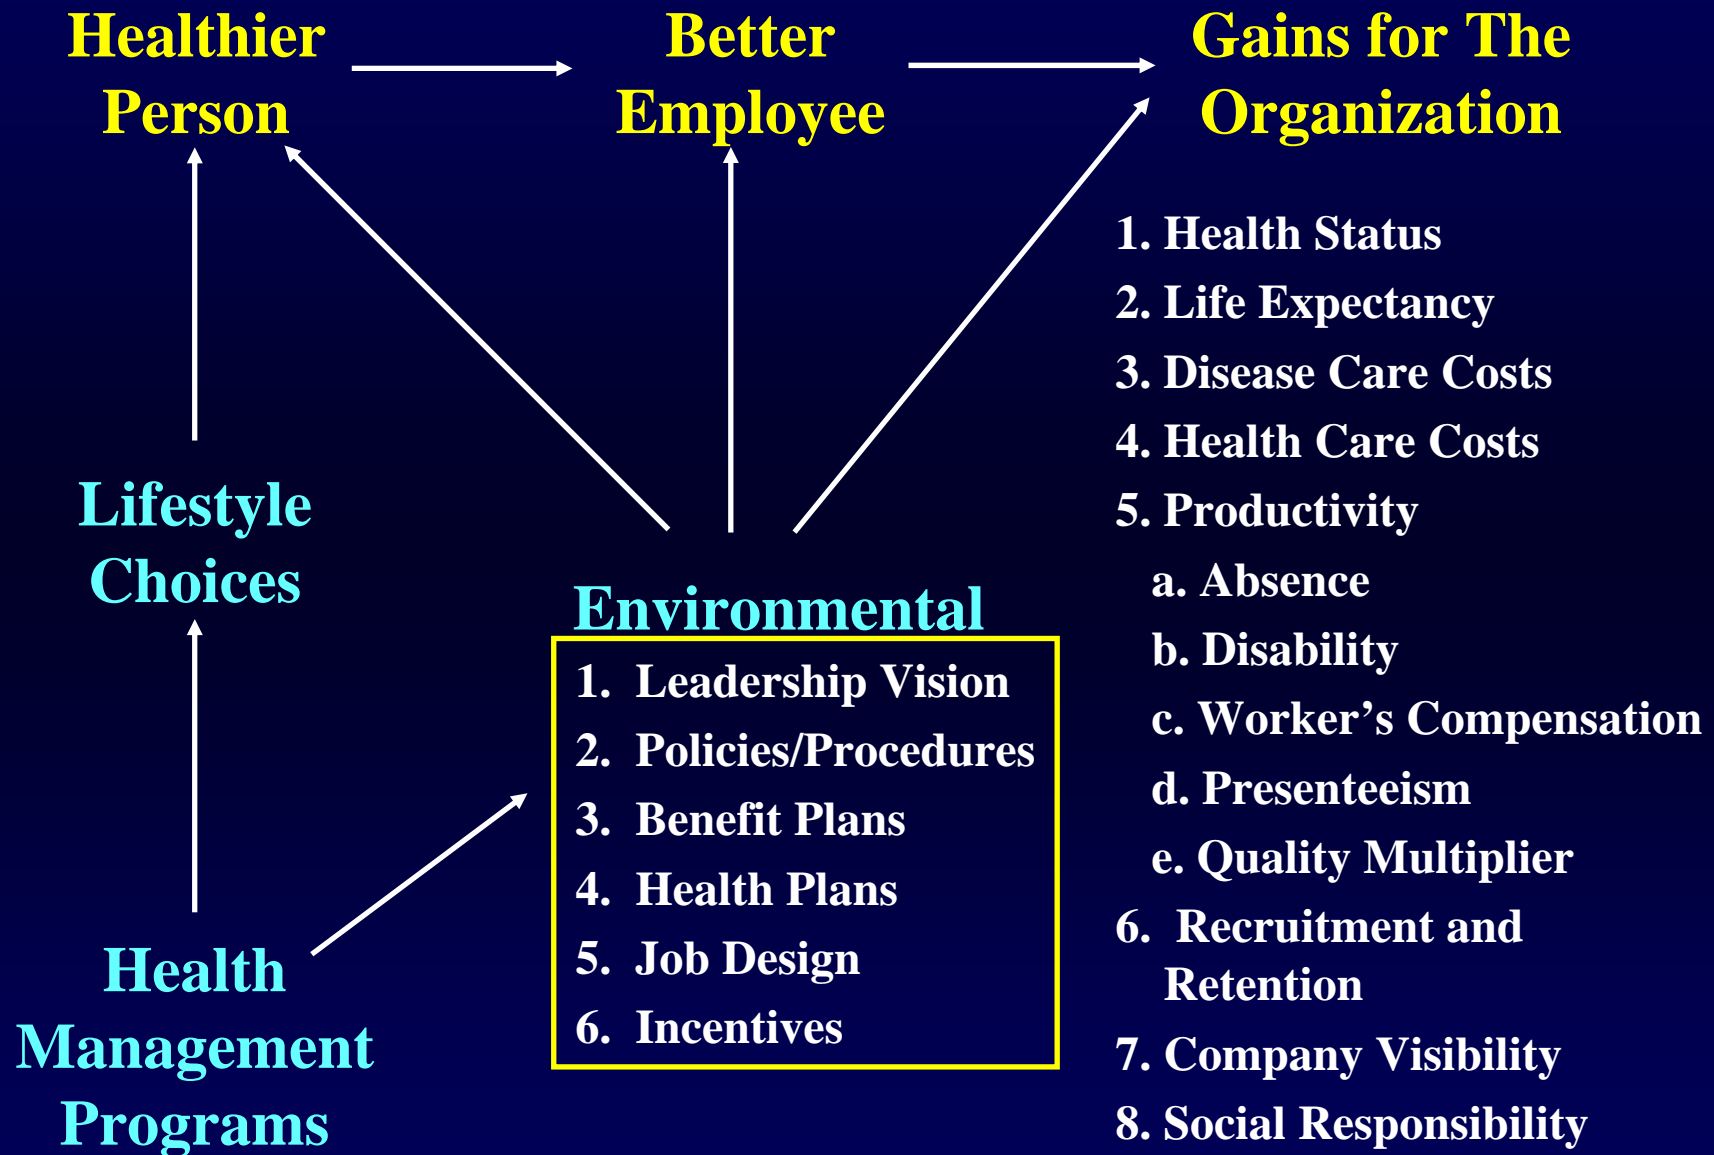 Healthier
Person
Better
Employee
Gains for The
Organization
Lifestyle
Choices
Health
Management
Programs
Environmental
1. Leadership Vision
2. Policies/Procedures
3. Benefit Plans
4. Health Plans
5. Job Design
6. Incentives
1. Health Status
2. Life Expectancy
3. Disease Care Costs
4. Health Care Costs
5. Productivity
a. Absence
b. Disability
c. Worker’s Compensation
d. Presenteeism
e. Quality Multiplier
6. Recruitment and
Retention
7. Company Visibility
8. Social Responsibility